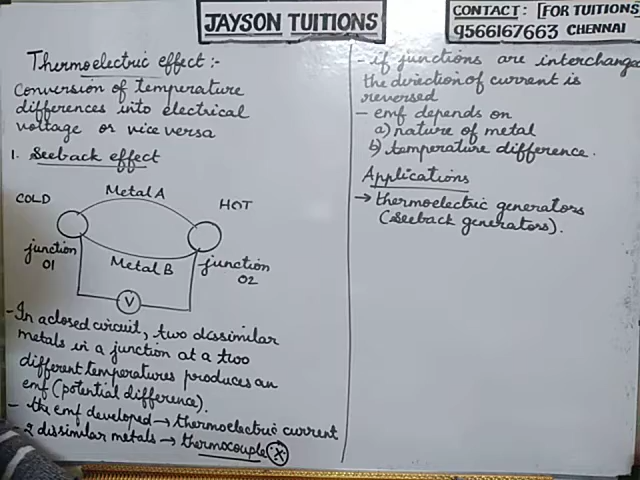 JAYSON TUITIONS
CONTACT: [FOR TUITIONS
9566167663 CHENNAI
Thermoelectric effect :-
Conversion of temperature
differences into electrical
voltage or vice versa
1. Seeback effect
Metal A
COLD
HOT
junction
01
Metal B
junction
02
V
- In a closed circuit, two dissimilar
metals in a junction at a two
different temperatures produces an
emf (potential difference).
- the emf developed → thermoelectric current
- 2 dissimilar metals → thermocouple
- if junctions are interchanged
the direction of current is
reversed
- emf depends on
a) nature of metal
b) temperature difference.
Applications
→ thermoelectric generators
(seeback generators).